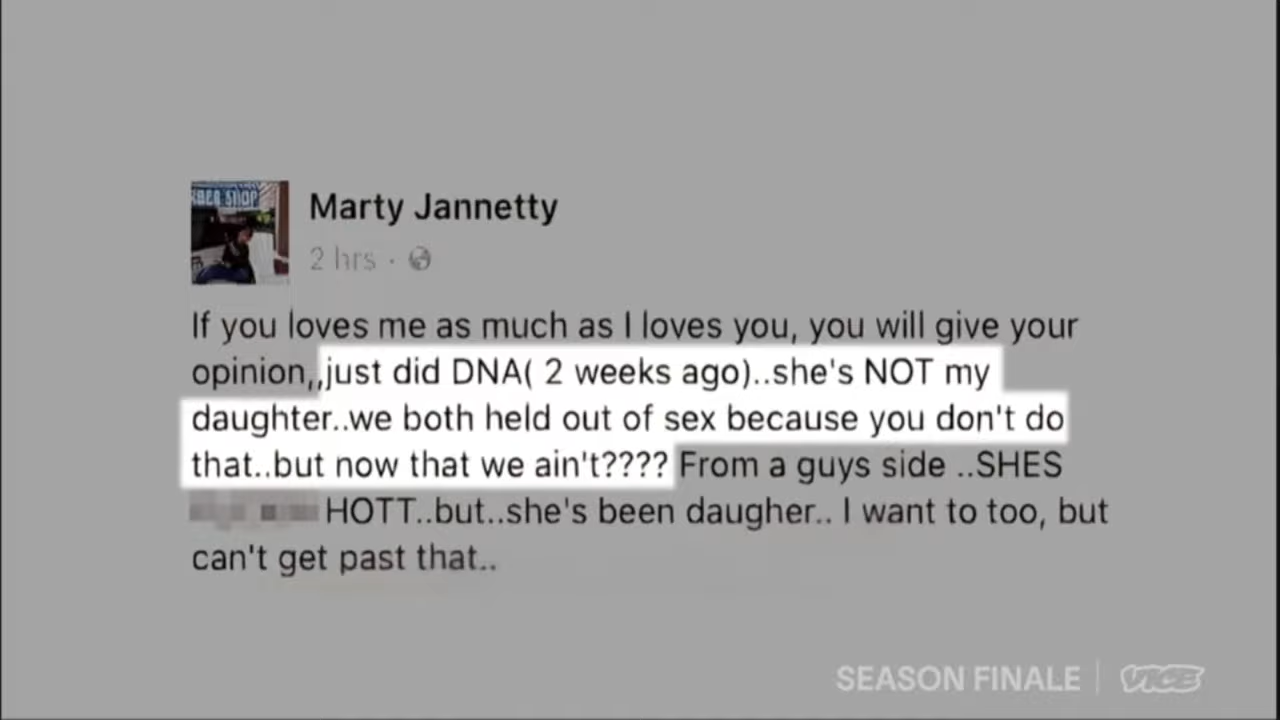 BER SHOP
Marty Jannetty
2 hrs ·
If you loves me as much as I loves you, you will give your
opinion,,just did DNA( 2 weeks ago)..she's NOT my
daughter..we both held out of sex because you don't do
that..but now that we ain't???? From a guys side ..SHES
HOTT..but..she's been daugher.. I want to too, but
can't get past that..
SEASON FINALE | VICE